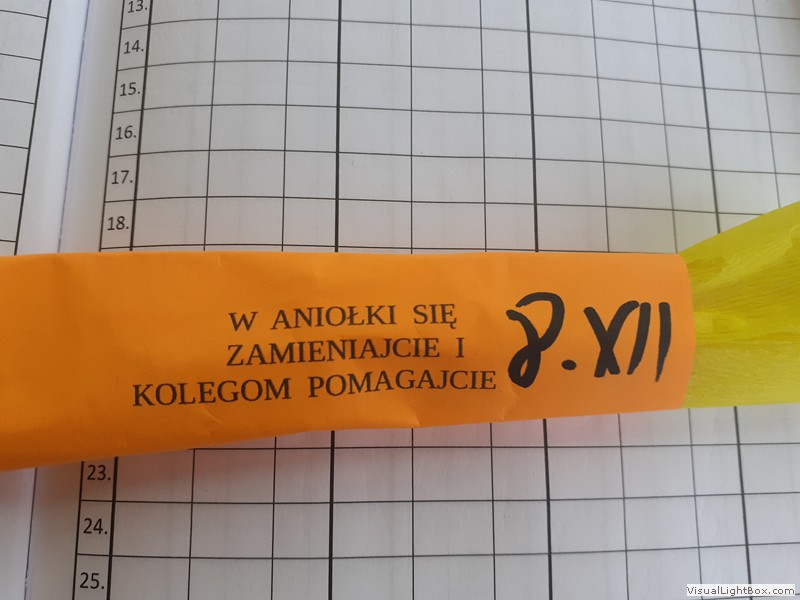 13.
14.
15.
16.
17.
18.
W ANIOŁKI SIĘ
ZAMIENIAJCIE I
KOLEGOM POMAGAJCIE
8.XII
23.
24.
25.
VisualLightBox.com